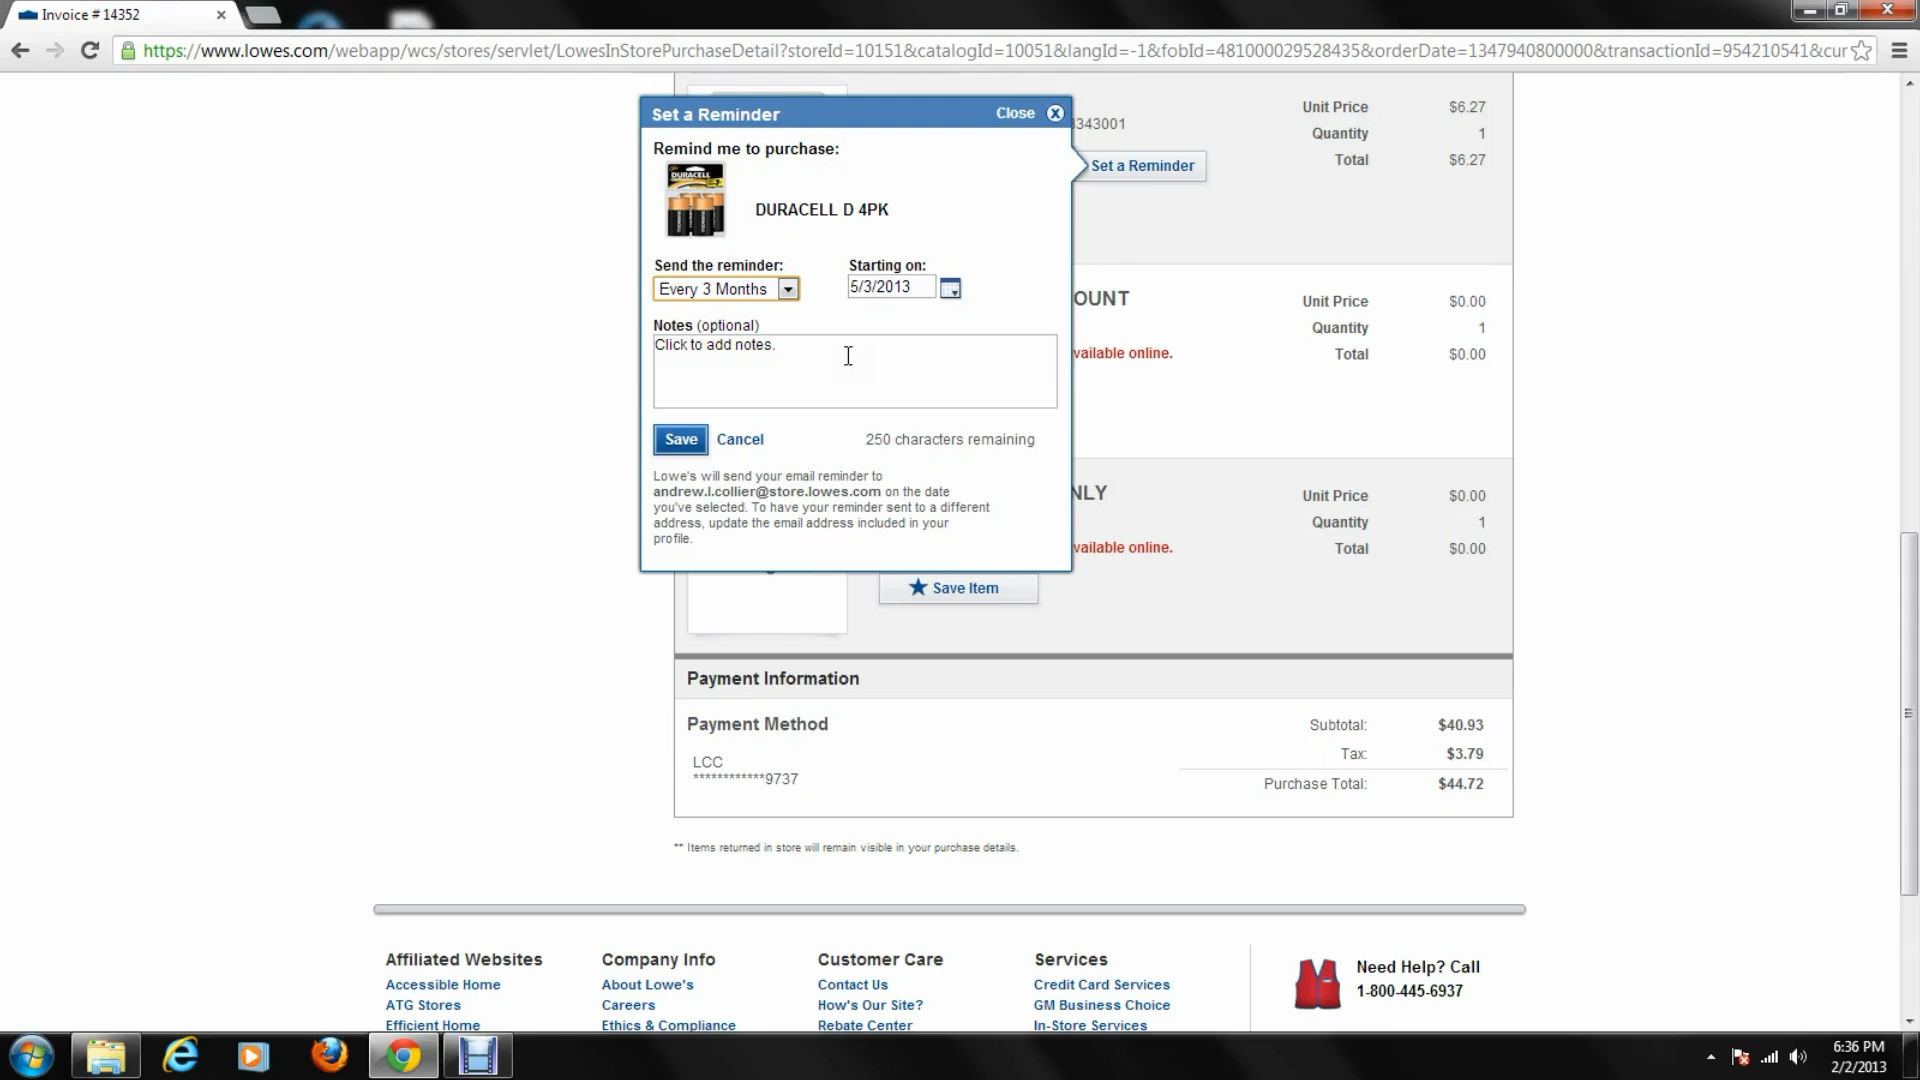 Invoice # 14352
https://www.lowes.com/webapp/wcs/stores/servlet/LowesInStorePurchaseDetail?storeId=10151&catalogId=10051&langId=-1&fobId=481000029528435&orderDate=1347940800000&transactionId=954210541&cur
Set a Reminder
Close
Remind me to purchase:
DURACELL
DURACELL D 4PK
Send the reminder:
Every 3 Months
Starting on:
5/3/2013
Notes (optional)
Click to add notes.
Save
Cancel
250 characters remaining
Lowe's will send your email reminder to
andrew.l.collier@store.lowes.com on the date
you've selected. To have your reminder sent to a different
address, update the email address included in your
profile.
3343001
Set a Reminder
Unit Price $6.27
Quantity 1
Total $6.27
OUNT
vailable online.
Unit Price $0.00
Quantity 1
Total $0.00
NLY
vailable online.
Unit Price $0.00
Quantity 1
Total $0.00
Save Item
Payment Information
Payment Method
LCC
************9737
Subtotal: $40.93
Tax: $3.79
Purchase Total: $44.72
** Items returned in store will remain visible in your purchase details.
Affiliated Websites
Accessible Home
ATG Stores
Efficient Home
Company Info
About Lowe's
Careers
Ethics & Compliance
Customer Care
Contact Us
How's Our Site?
Rebate Center
Services
Credit Card Services
GM Business Choice
In-Store Services
Need Help? Call
1-800-445-6937
6:36 PM
2/2/2013